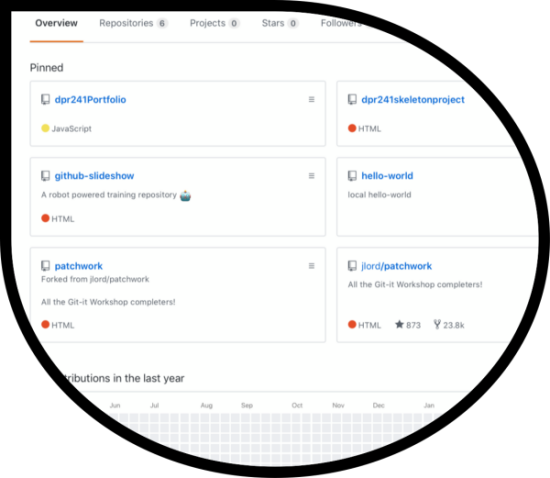 Overview Repositories 6 Projects 0 Stars 0 Followers
Pinned
dpr241Portfolio
JavaScript
dpr241skeletonproject
HTML
github-slideshow
A robot powered training repository
HTML
hello-world
local hello-world
patchwork
Forked from jlord/patchwork
All the Git-it Workshop completers!
HTML
jlord/patchwork
All the Git-it Workshop completers!
HTML 873 23.8k
tributions in the last year
Jun Jul Aug Sep Oct Nov Dec Jan